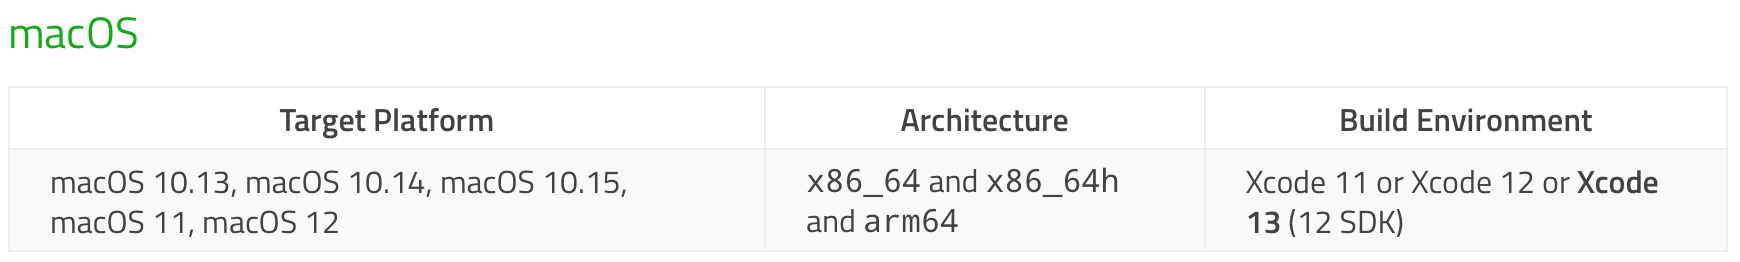 macOS
Target Platform
Architecture
Build Environment
macOS 10.13, macOS 10.14, macOS 10.15,
macOS 11, macOS 12
x86_64 and x86_64h
and arm64
Xcode 11 or Xcode 12 or Xcode
13 (12 SDK)